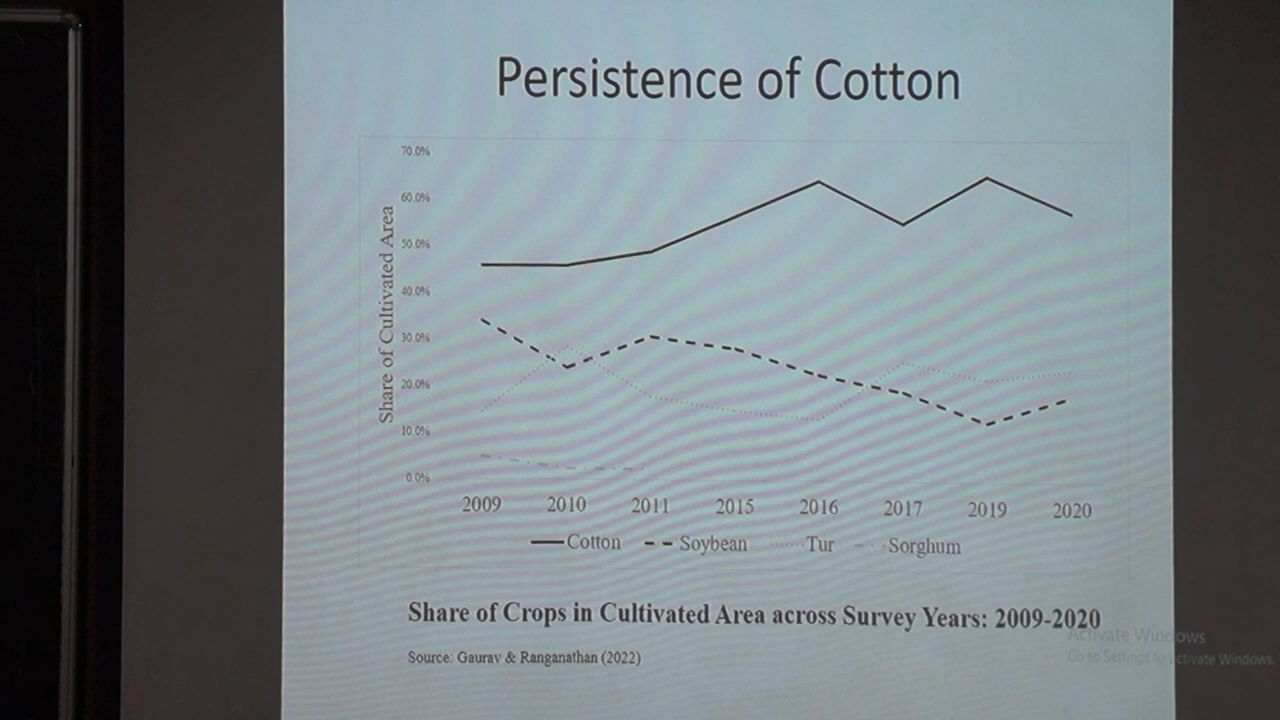 Persistence of Cotton
70.0%
60.0%
50.0%
40.0%
30.0%
20.0%
10.0%
0.0%
Share of Cultivated Area
2009 2010 2011 2015 2016 2017 2019 2020
Cotton Soybean Tur Sorghum
Share of Crops in Cultivated Area across Survey Years: 2009-2020
Source: Gaurav & Ranganathan (2022)
Activate Windows
Go to Settings to activate Windows.